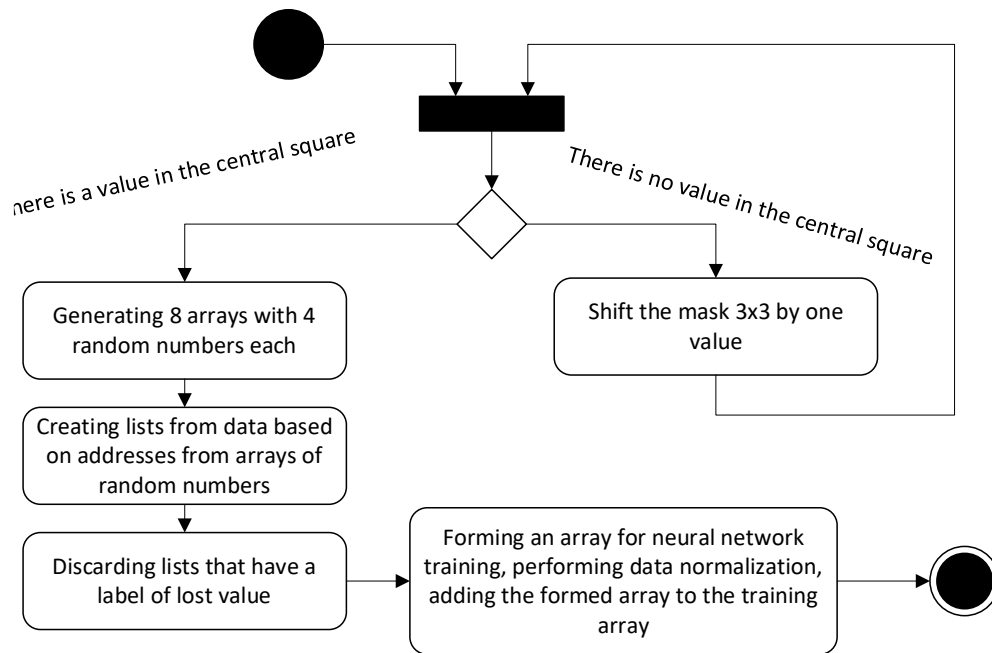 is a value in the central square
There is no value in the central square
Generating 8 arrays with 4
random numbers each
Shift the mask 3x3 by one
value
Creating lists from data based
on addresses from arrays of
random numbers
Discarding lists that have a
label of lost value
Forming an array for neural network
training, performing data normalization,
adding the formed array to the training
array